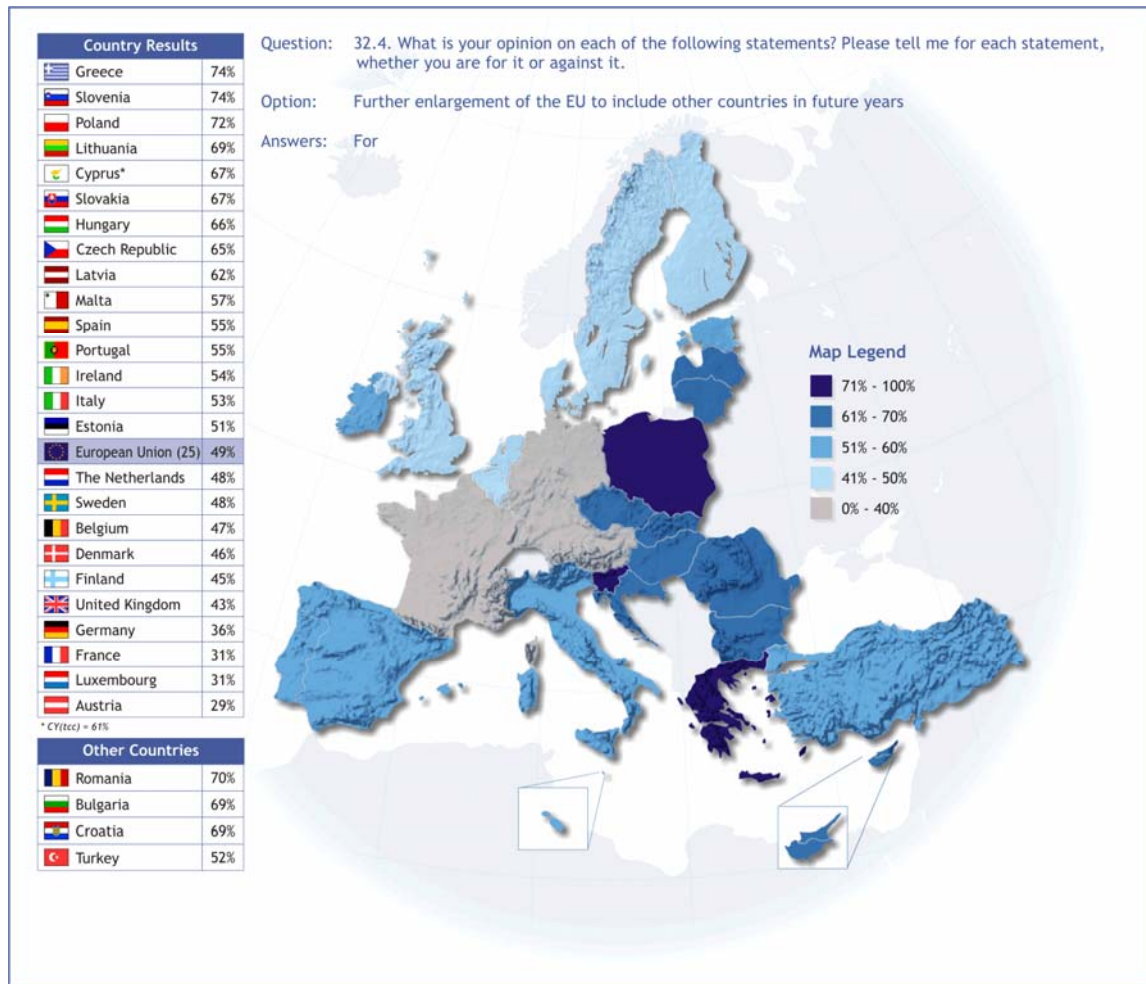 Question: 32.4. What is your opinion on each of the following statements? Please tell me for each statement,
whether you are for it or against it.
Option: Further enlargement of the EU to include other countries in future years
Answers: For
Country Results
Greece 74%
Slovenia 74%
Poland 72%
Lithuania 69%
Cyprus* 67%
Slovakia 67%
Hungary 66%
Czech Republic 65%
Latvia 62%
Malta 57%
Spain 55%
Portugal 55%
Ireland 54%
Italy 53%
Estonia 51%
European Union (25) 49%
The Netherlands 48%
Sweden 48%
Belgium 47%
Denmark 46%
Finland 45%
United Kingdom 43%
Germany 36%
France 31%
Luxembourg 31%
Austria 29%
* CY(tcc) = 61%
Other Countries
Romania 70%
Bulgaria 69%
Croatia 69%
Turkey 52%
Map Legend
71% - 100%
61% - 70%
51% - 60%
41% - 50%
0% - 40%